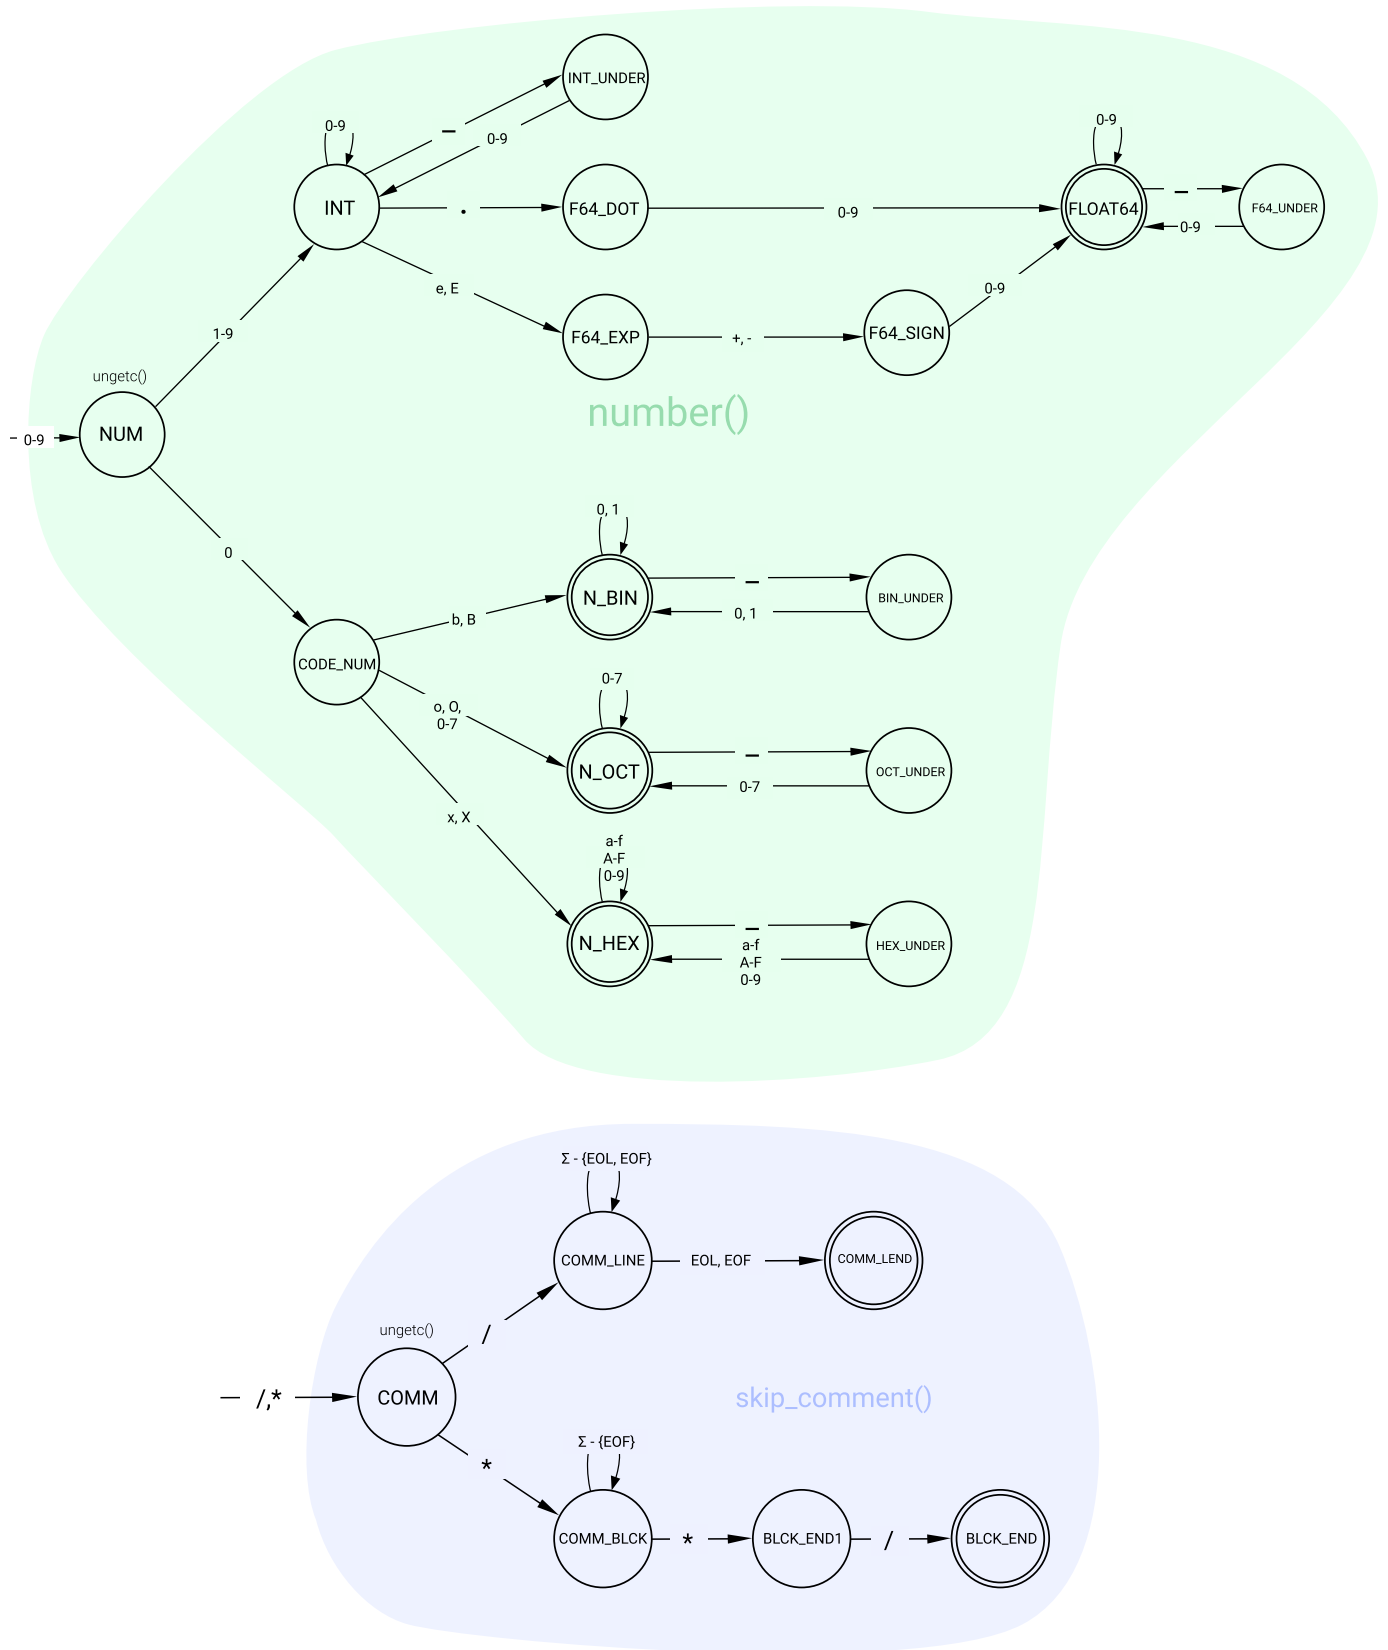 INT_UNDER
0-9
_
0-9
0-9
INT
.
F64_DOT
0-9
FLOAT64
_
0-9
F64_UNDER
e, E
0-9
F64_EXP
+, -
F64_SIGN
1-9
ungetc()
number()
0-9
NUM
0
0, 1
N_BIN
_
0, 1
BIN_UNDER
b, B
CODE_NUM
0-7
o, O,
0-7
N_OCT
_
0-7
OCT_UNDER
x, X
a-f
A-F
0-9
N_HEX
_
a-f
A-F
0-9
HEX_UNDER
Σ - {EOL, EOF}
COMM_LINE
EOL, EOF
COMM_LEND
/
ungetc()
/,*
COMM
skip_comment()
*
Σ - {EOF}
COMM_BLCK
*
BLCK_END1
/
BLCK_END